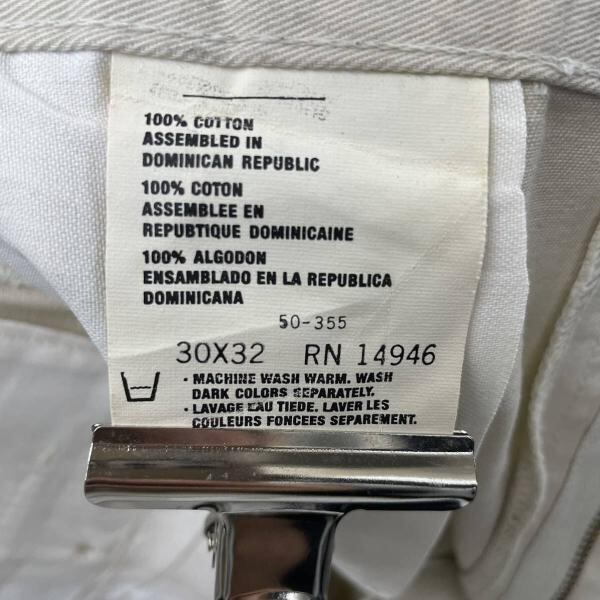 100% COTTON
ASSEMBLED IN
DOMINICAN REPUBLIC
100% COTON
ASSEMBLEE EN
REPUBTIQUE DOMINICAINE
100% ALGODON
ENSAMBLADO EN LA REPUBLICA
DOMINICANA
50-355
30X32 RN 14946
· MACHINE WASH WARM. WASH
DARK COLORS SEPARATELY.
· LAVAGE EAU TIEDE. LAVER LES
COULEURS FONCEES SEPAREMENT.